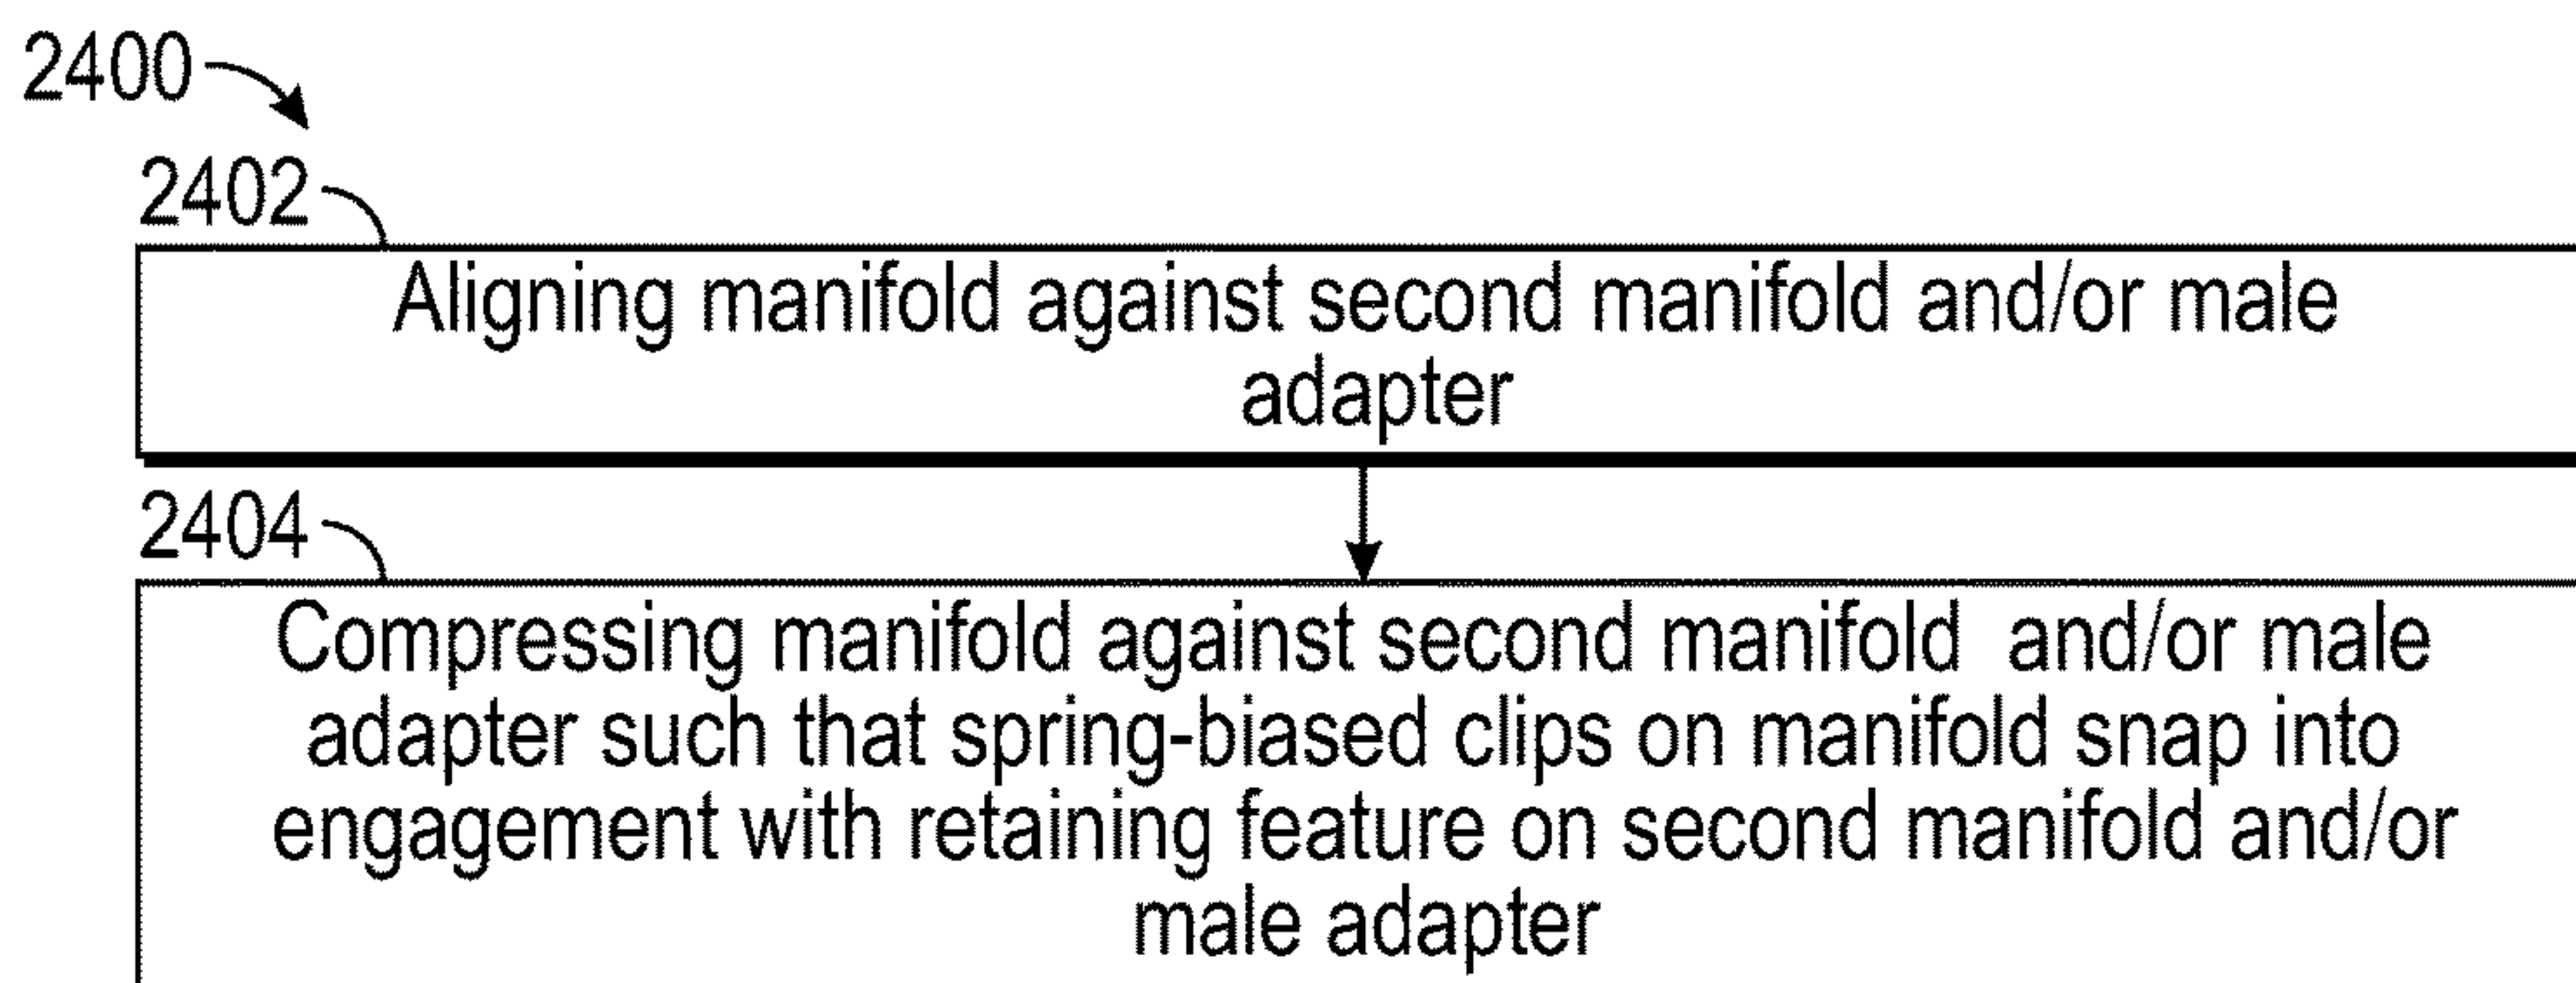 2400
2402
Aligning manifold against second manifold and/or male
adapter
2404
Compressing manifold against second manifold and/or male
adapter such that spring-biased clips on manifold snap into
engagement with retaining feature on second manifold and/or
male adapter